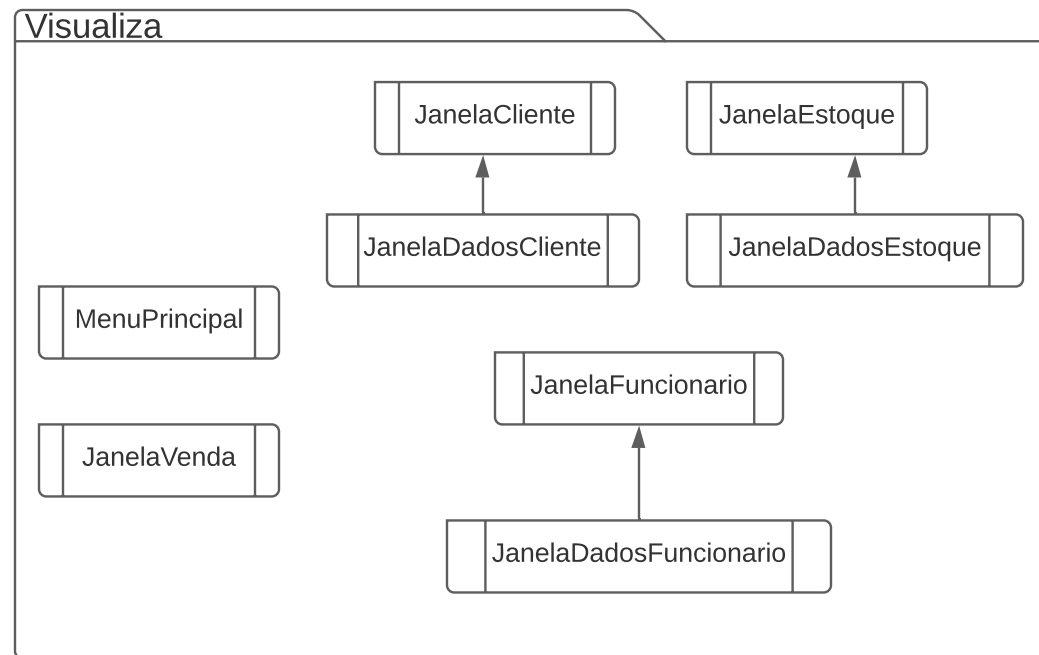 Visualiza
JanelaCliente
JanelaEstoque
JanelaDadosCliente
JanelaDadosEstoque
MenuPrincipal
JanelaFuncionario
JanelaVenda
JanelaDadosFuncionario